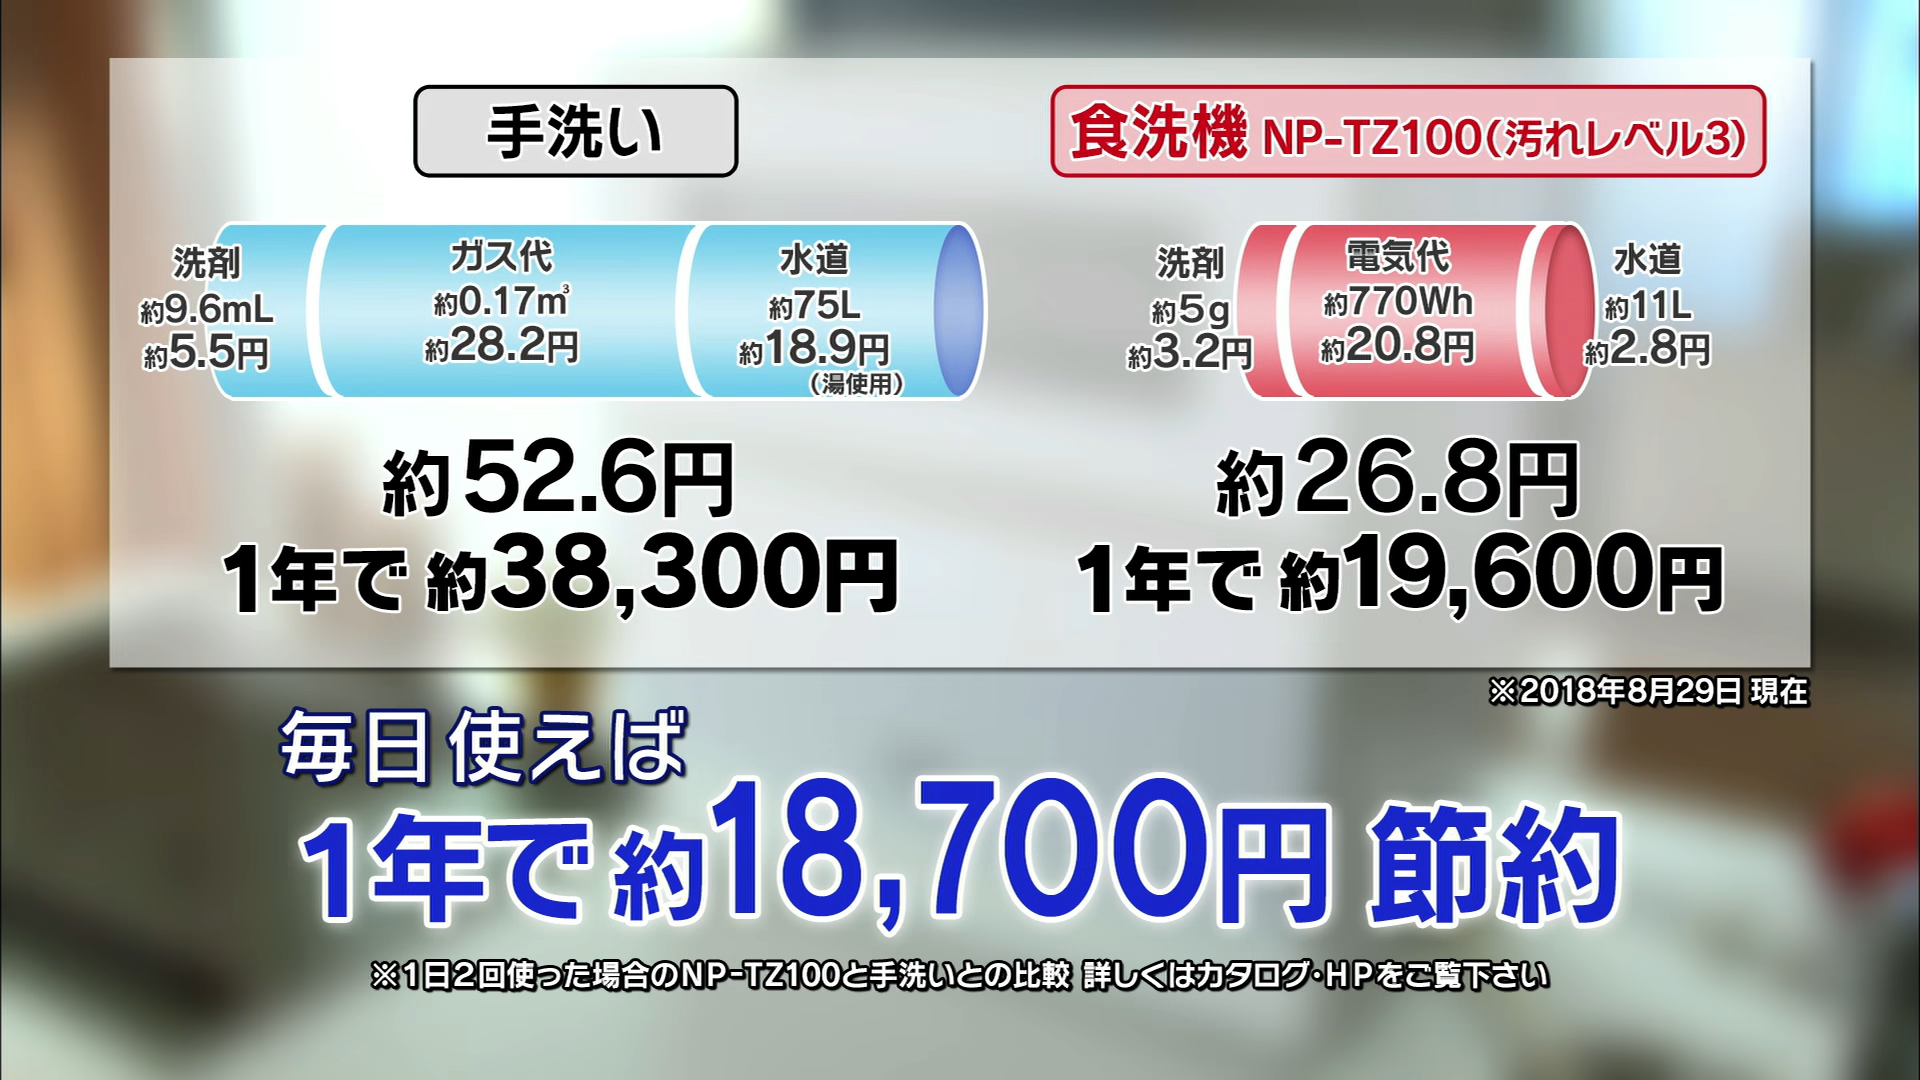 手洗い
洗剤
約9.6mL
約5.5円
ガス代
約0.17㎥
約28.2円
水道
約75L
約18.9円
(湯使用)
約52.6円
1年で 約38,300円
食洗機 NP-TZ100(汚れレベル3)
洗剤
約5g
約3.2円
電気代
約770Wh
約20.8円
水道
約11L
約2.8円
約26.8円
1年で 約19,600円
※2018年8月29日 現在
毎日 使えば
1年で 約18,700円 節約
※1日2回使った場合のNP-TZ100と手洗いとの比較 詳しくはカタログ・HPをご覧下さい